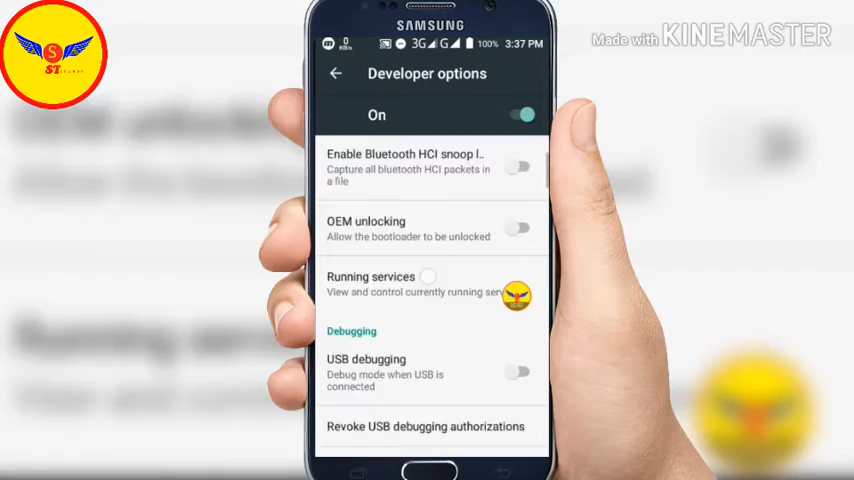 SAMSUNG
0
KB/s
3G G 100% 3:37 PM
Made with KINEMASTER
S
ST
Developer options
On
Enable Bluetooth HCI snoop l..
Capture all bluetooth HCI packets in
a file
OEM unlocking
Allow the bootloader to be unlocked
Running services
View and control currently running serv
Debugging
USB debugging
Debug mode when USB is
connected
Revoke USB debugging authorizations